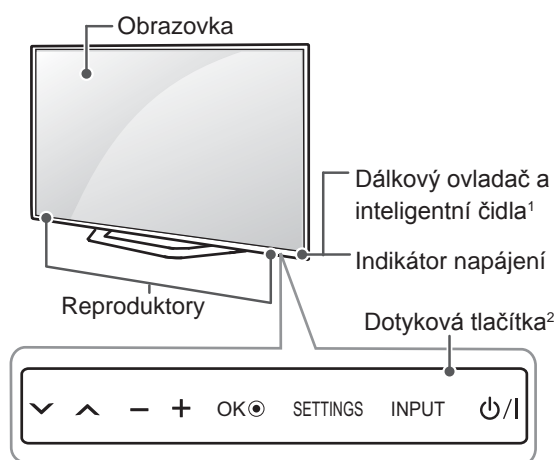 Obrazovka
Dálkový ovladač a
inteligentní čidla¹
Indikátor napájení
Reproduktory
Dotyková tlačítka²
− + OK⦿ SETTINGS INPUT ⏻/I